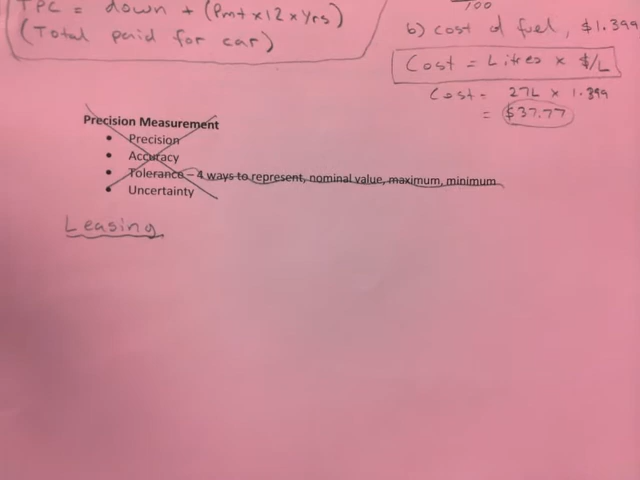 TPC = down + (Pmt x 12 x Yrs)
(Total paid for car)
100
b) cost of fuel, $1.399
Cost = Litres x $/L
Cost = 27L x 1.399
= $37.77
Precision Measurement
• Precision
• Accuracy
• Tolerance – 4 ways to represent, nominal value, maximum, minimum
• Uncertainty
Leasing